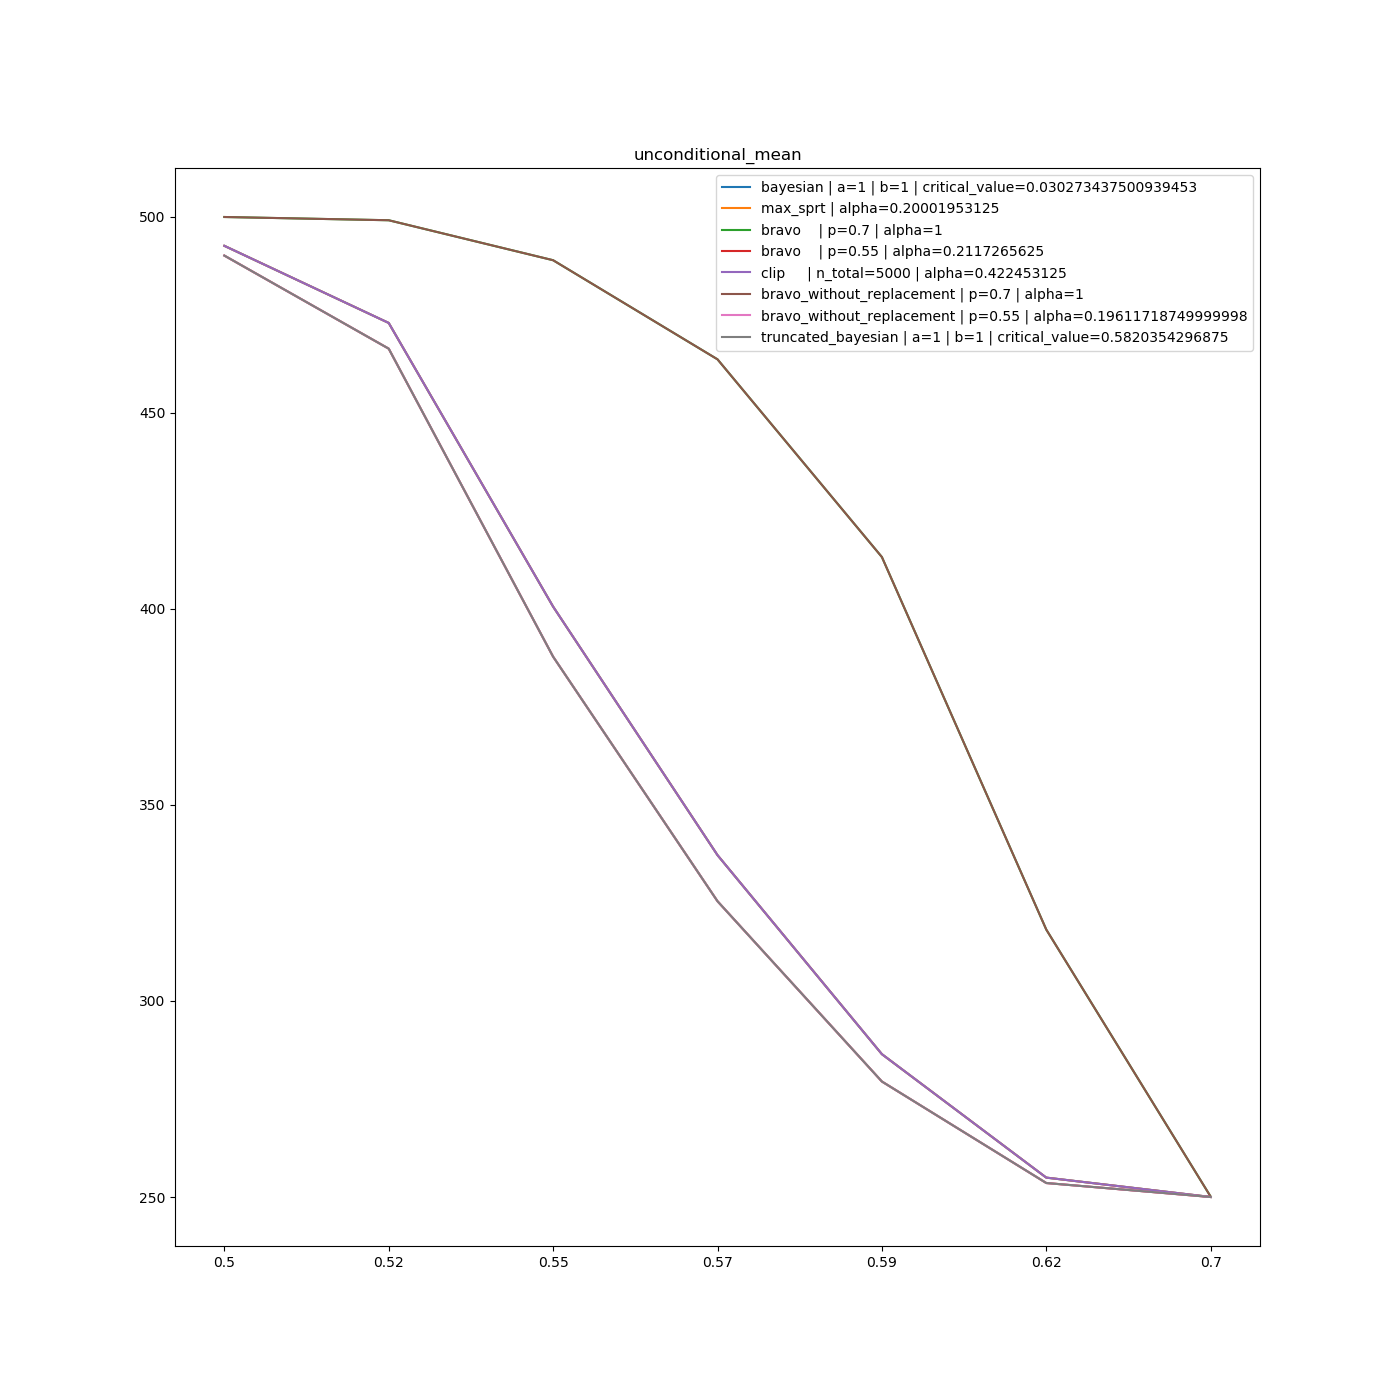 unconditional_mean
bayesian | a=1 | b=1 | critical_value=0.030273437500939453
max_sprt | alpha=0.20001953125
bravo    | p=0.7 | alpha=1
bravo    | p=0.55 | alpha=0.2117265625
clip     | n_total=5000 | alpha=0.422453125
bravo_without_replacement | p=0.7 | alpha=1
bravo_without_replacement | p=0.55 | alpha=0.19611718749999998
truncated_bayesian | a=1 | b=1 | critical_value=0.5820354296875
500
450
400
350
300
250
0.5 0.52 0.55 0.57 0.59 0.62 0.7